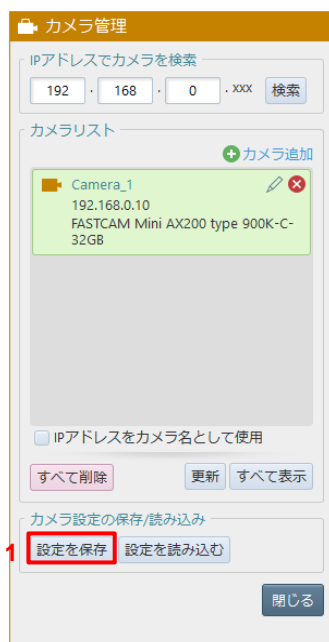 カメラ管理
IPアドレスでカメラを検索
192 . 168 . 0 . xxx 検索
カメラリスト
カメラ追加
Camera_1
192.168.0.10
FASTCAM Mini AX200 type 900K-C-
32GB
IPアドレスをカメラ名として使用
すべて削除 更新 すべて表示
カメラ設定の保存/読み込み
1 設定を保存 設定を読み込む
閉じる